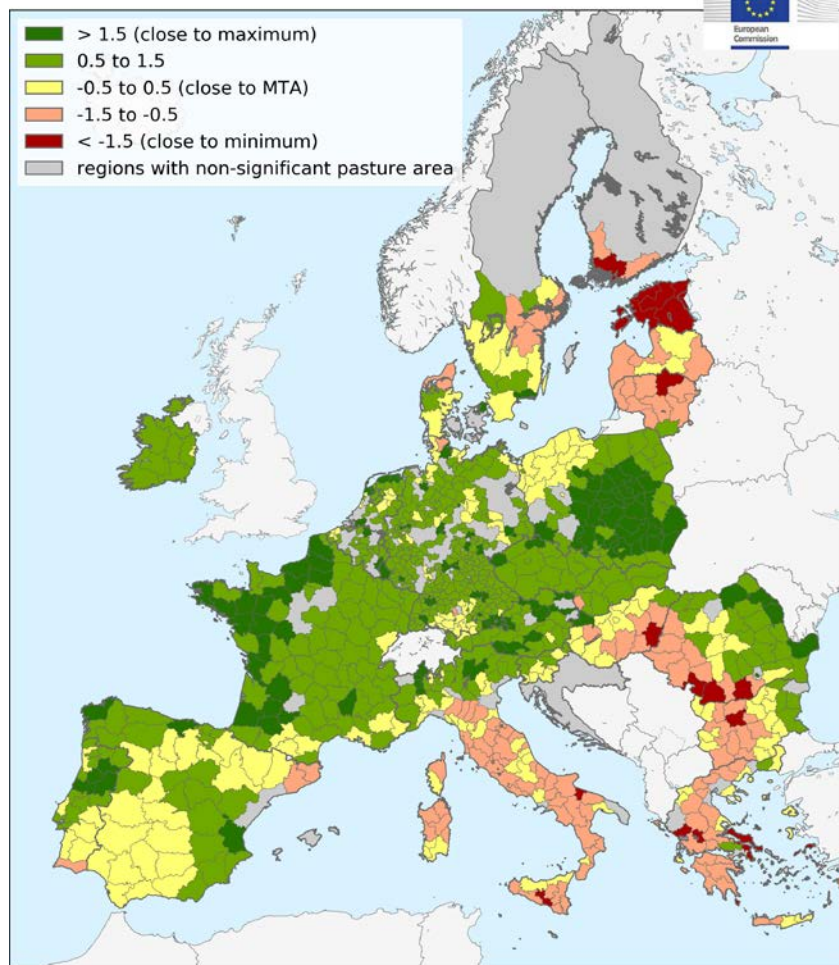 > 1.5 (close to maximum)
0.5 to 1.5
-0.5 to 0.5 (close to MTA)
-1.5 to -0.5
< -1.5 (close to minimum)
regions with non-significant pasture area
European
Commission